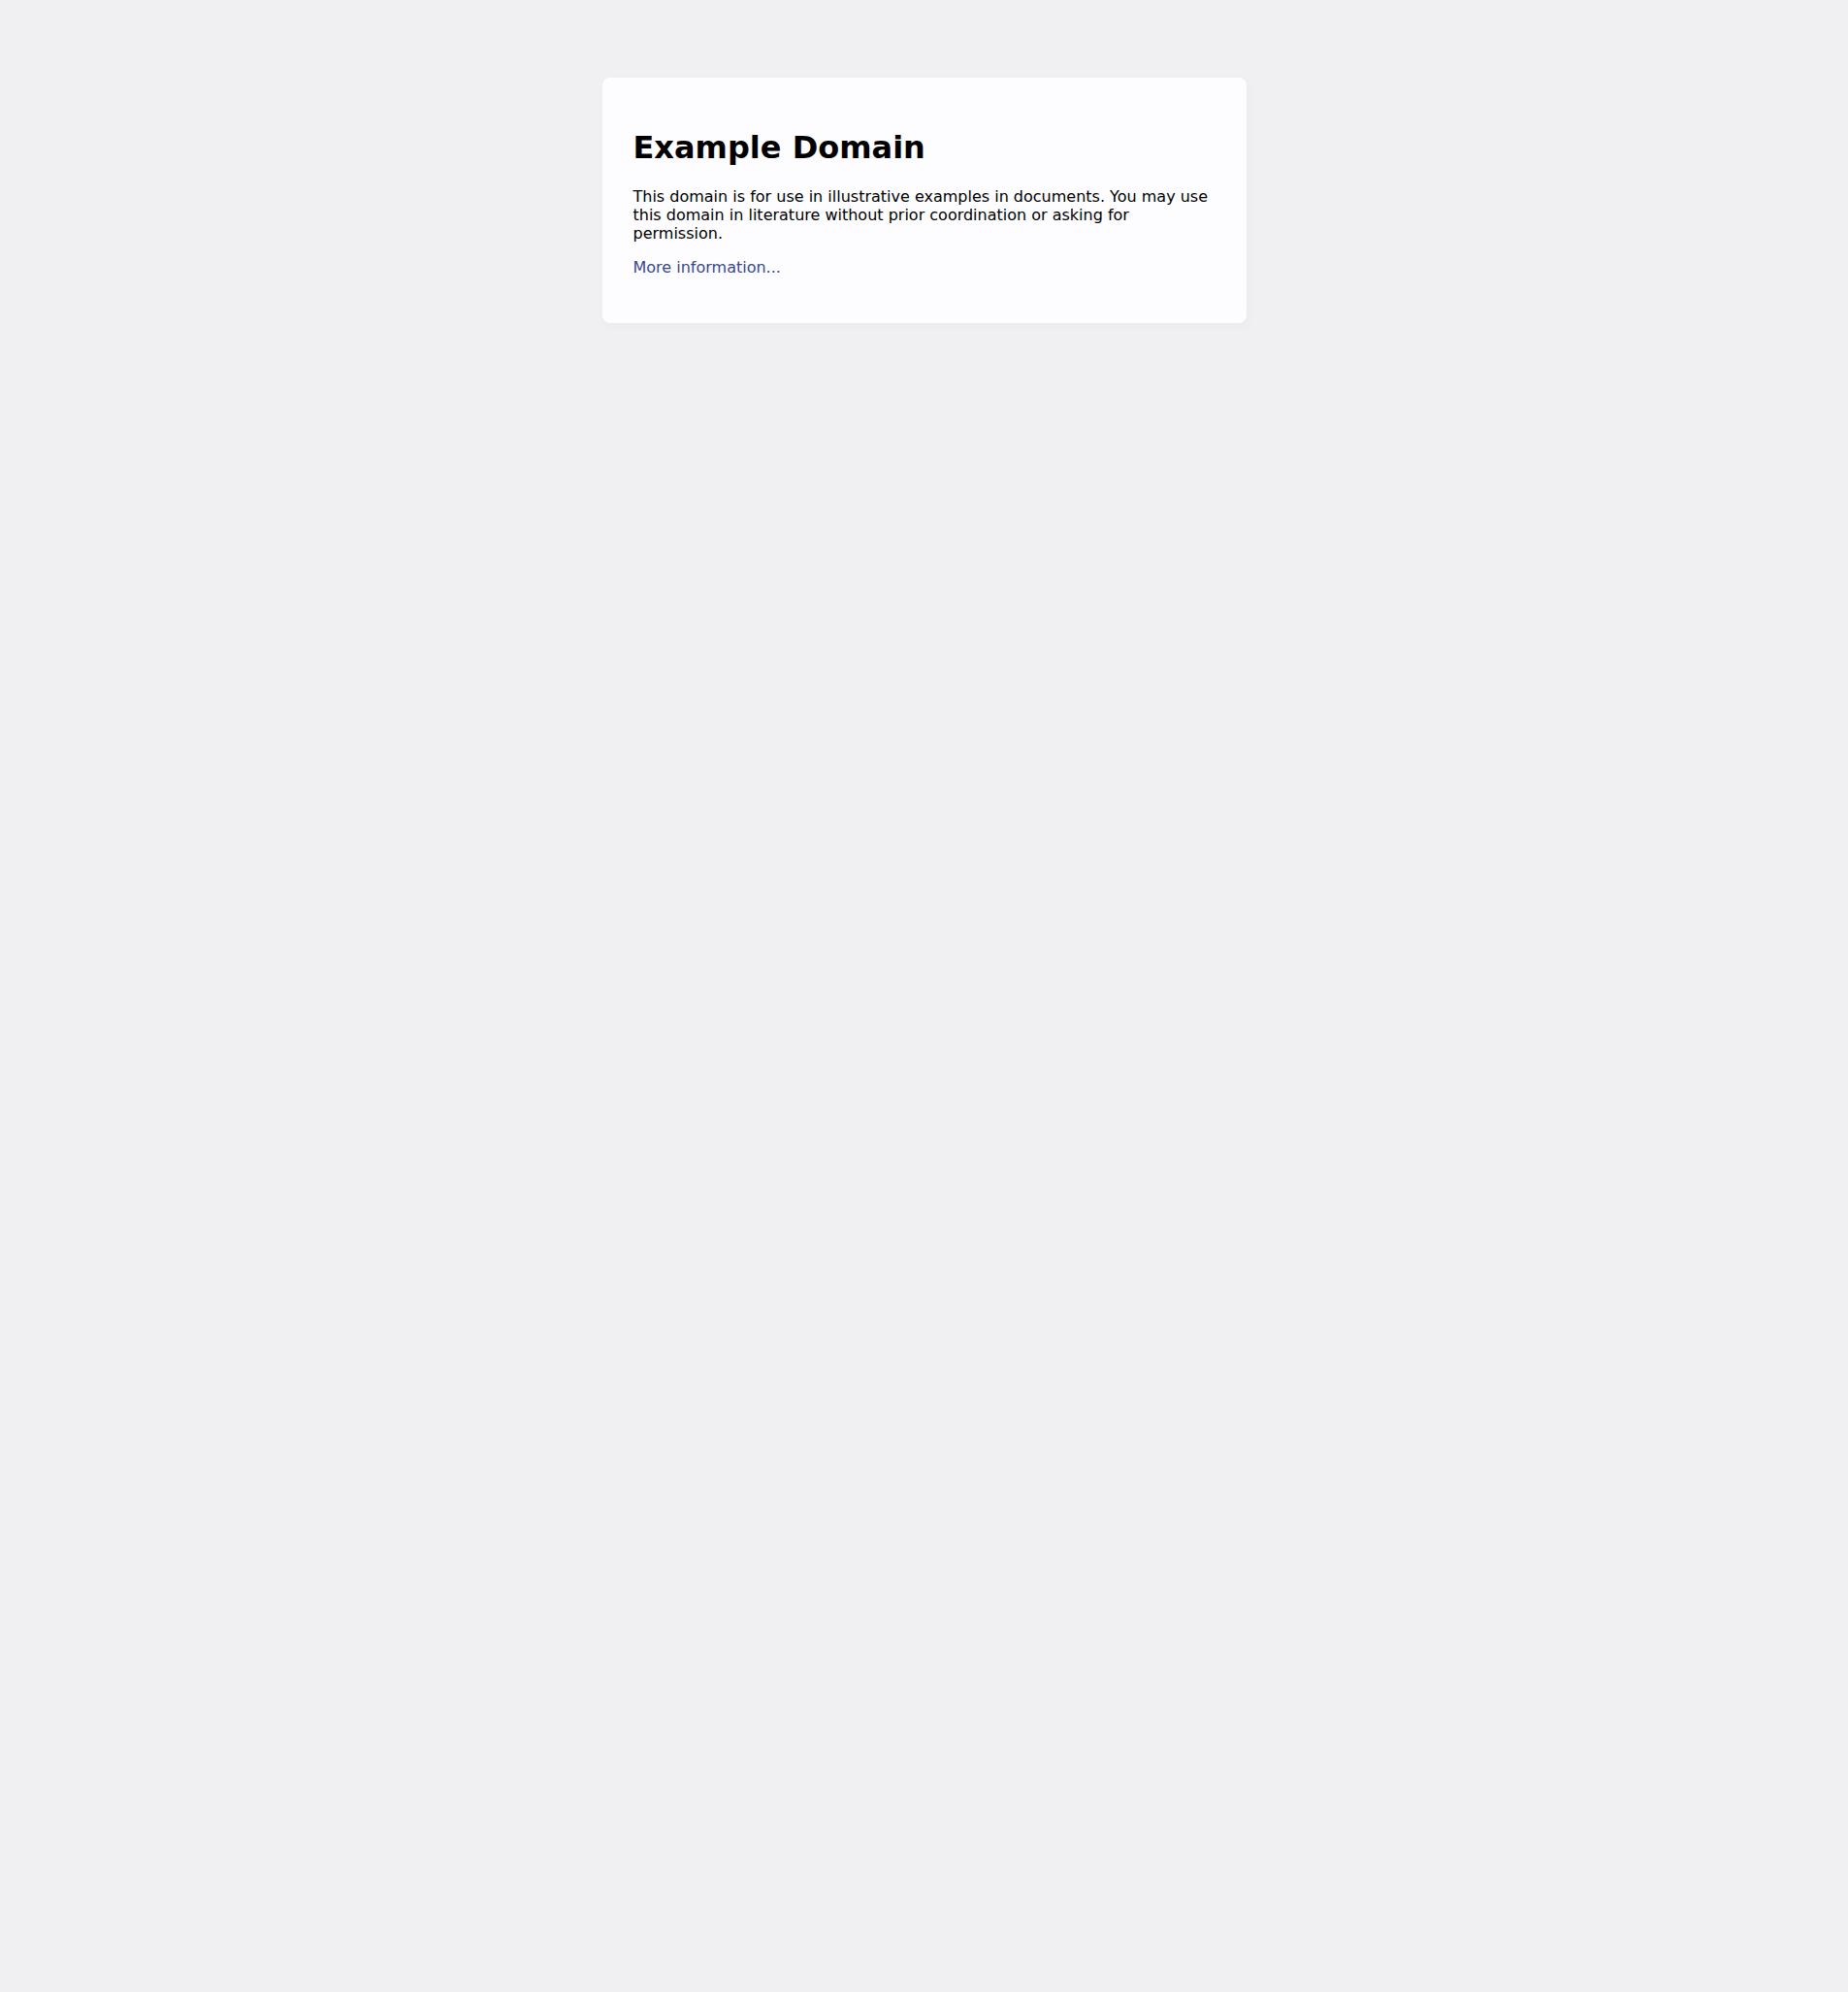 Example Domain
This domain is for use in illustrative examples in documents. You may use
this domain in literature without prior coordination or asking for
permission.
More information...